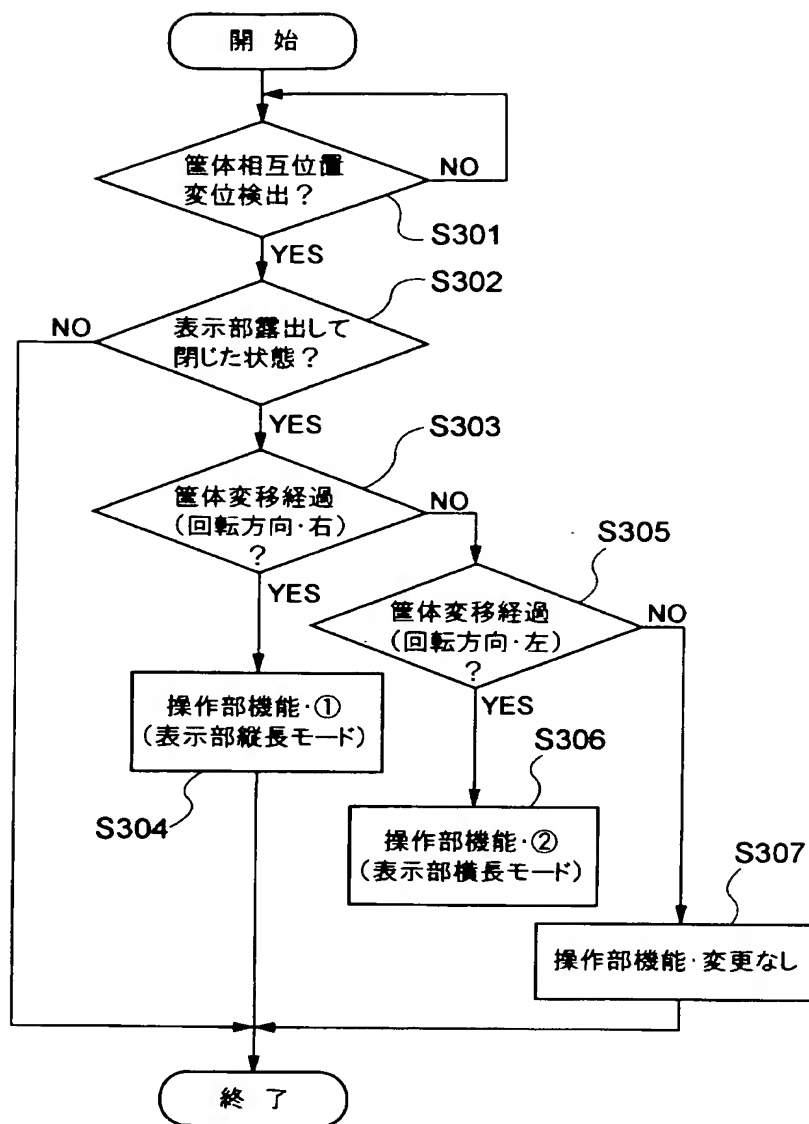 開 始
筐体相互位置
変位検出?
NO
S301
YES
S302
NO
表示部露出して
閉じた状態?
YES
S303
筐体変移経過
(回転方向・右)
?
NO
S305
YES
筐体変移経過
(回転方向・左)
?
NO
操作部機能・①
(表示部縦長モード)
YES
S304
S306
操作部機能・②
(表示部横長モード)
S307
操作部機能・変更なし
終 了